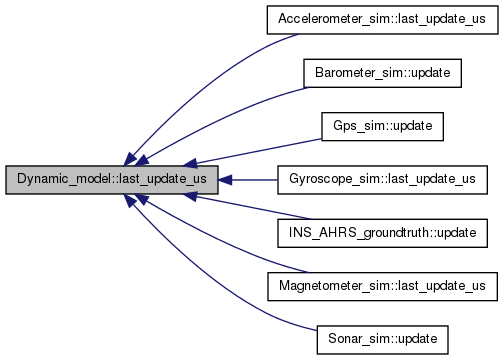 Accelerometer_sim::last_update_us
Barometer_sim::update
Gps_sim::update
Dynamic_model::last_update_us
Gyroscope_sim::last_update_us
INS_AHRS_groundtruth::update
Magnetometer_sim::last_update_us
Sonar_sim::update